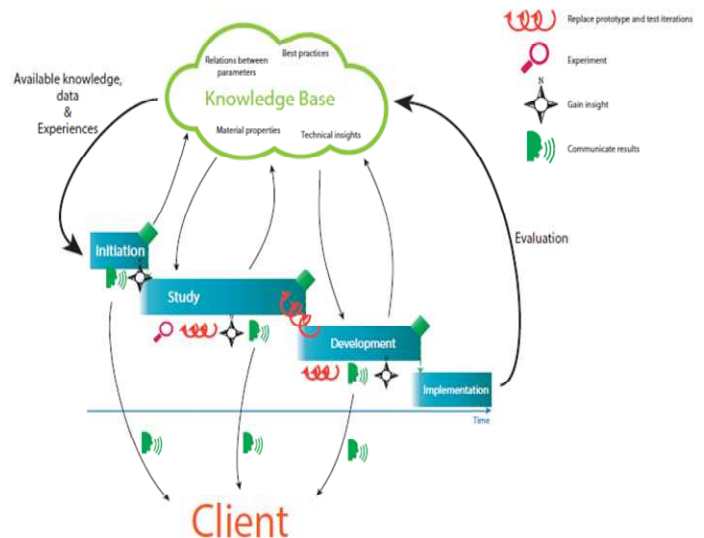 Replace prototype and test iterations
Experiment
N
Gain insight
Communicate results
Best practices
Relations between
parameters
Knowledge Base
Material properties
Technical insights
Available knowledge,
data
&
Experiences
Evaluation
Initiation
Study
Development
Implementation
Time
Client